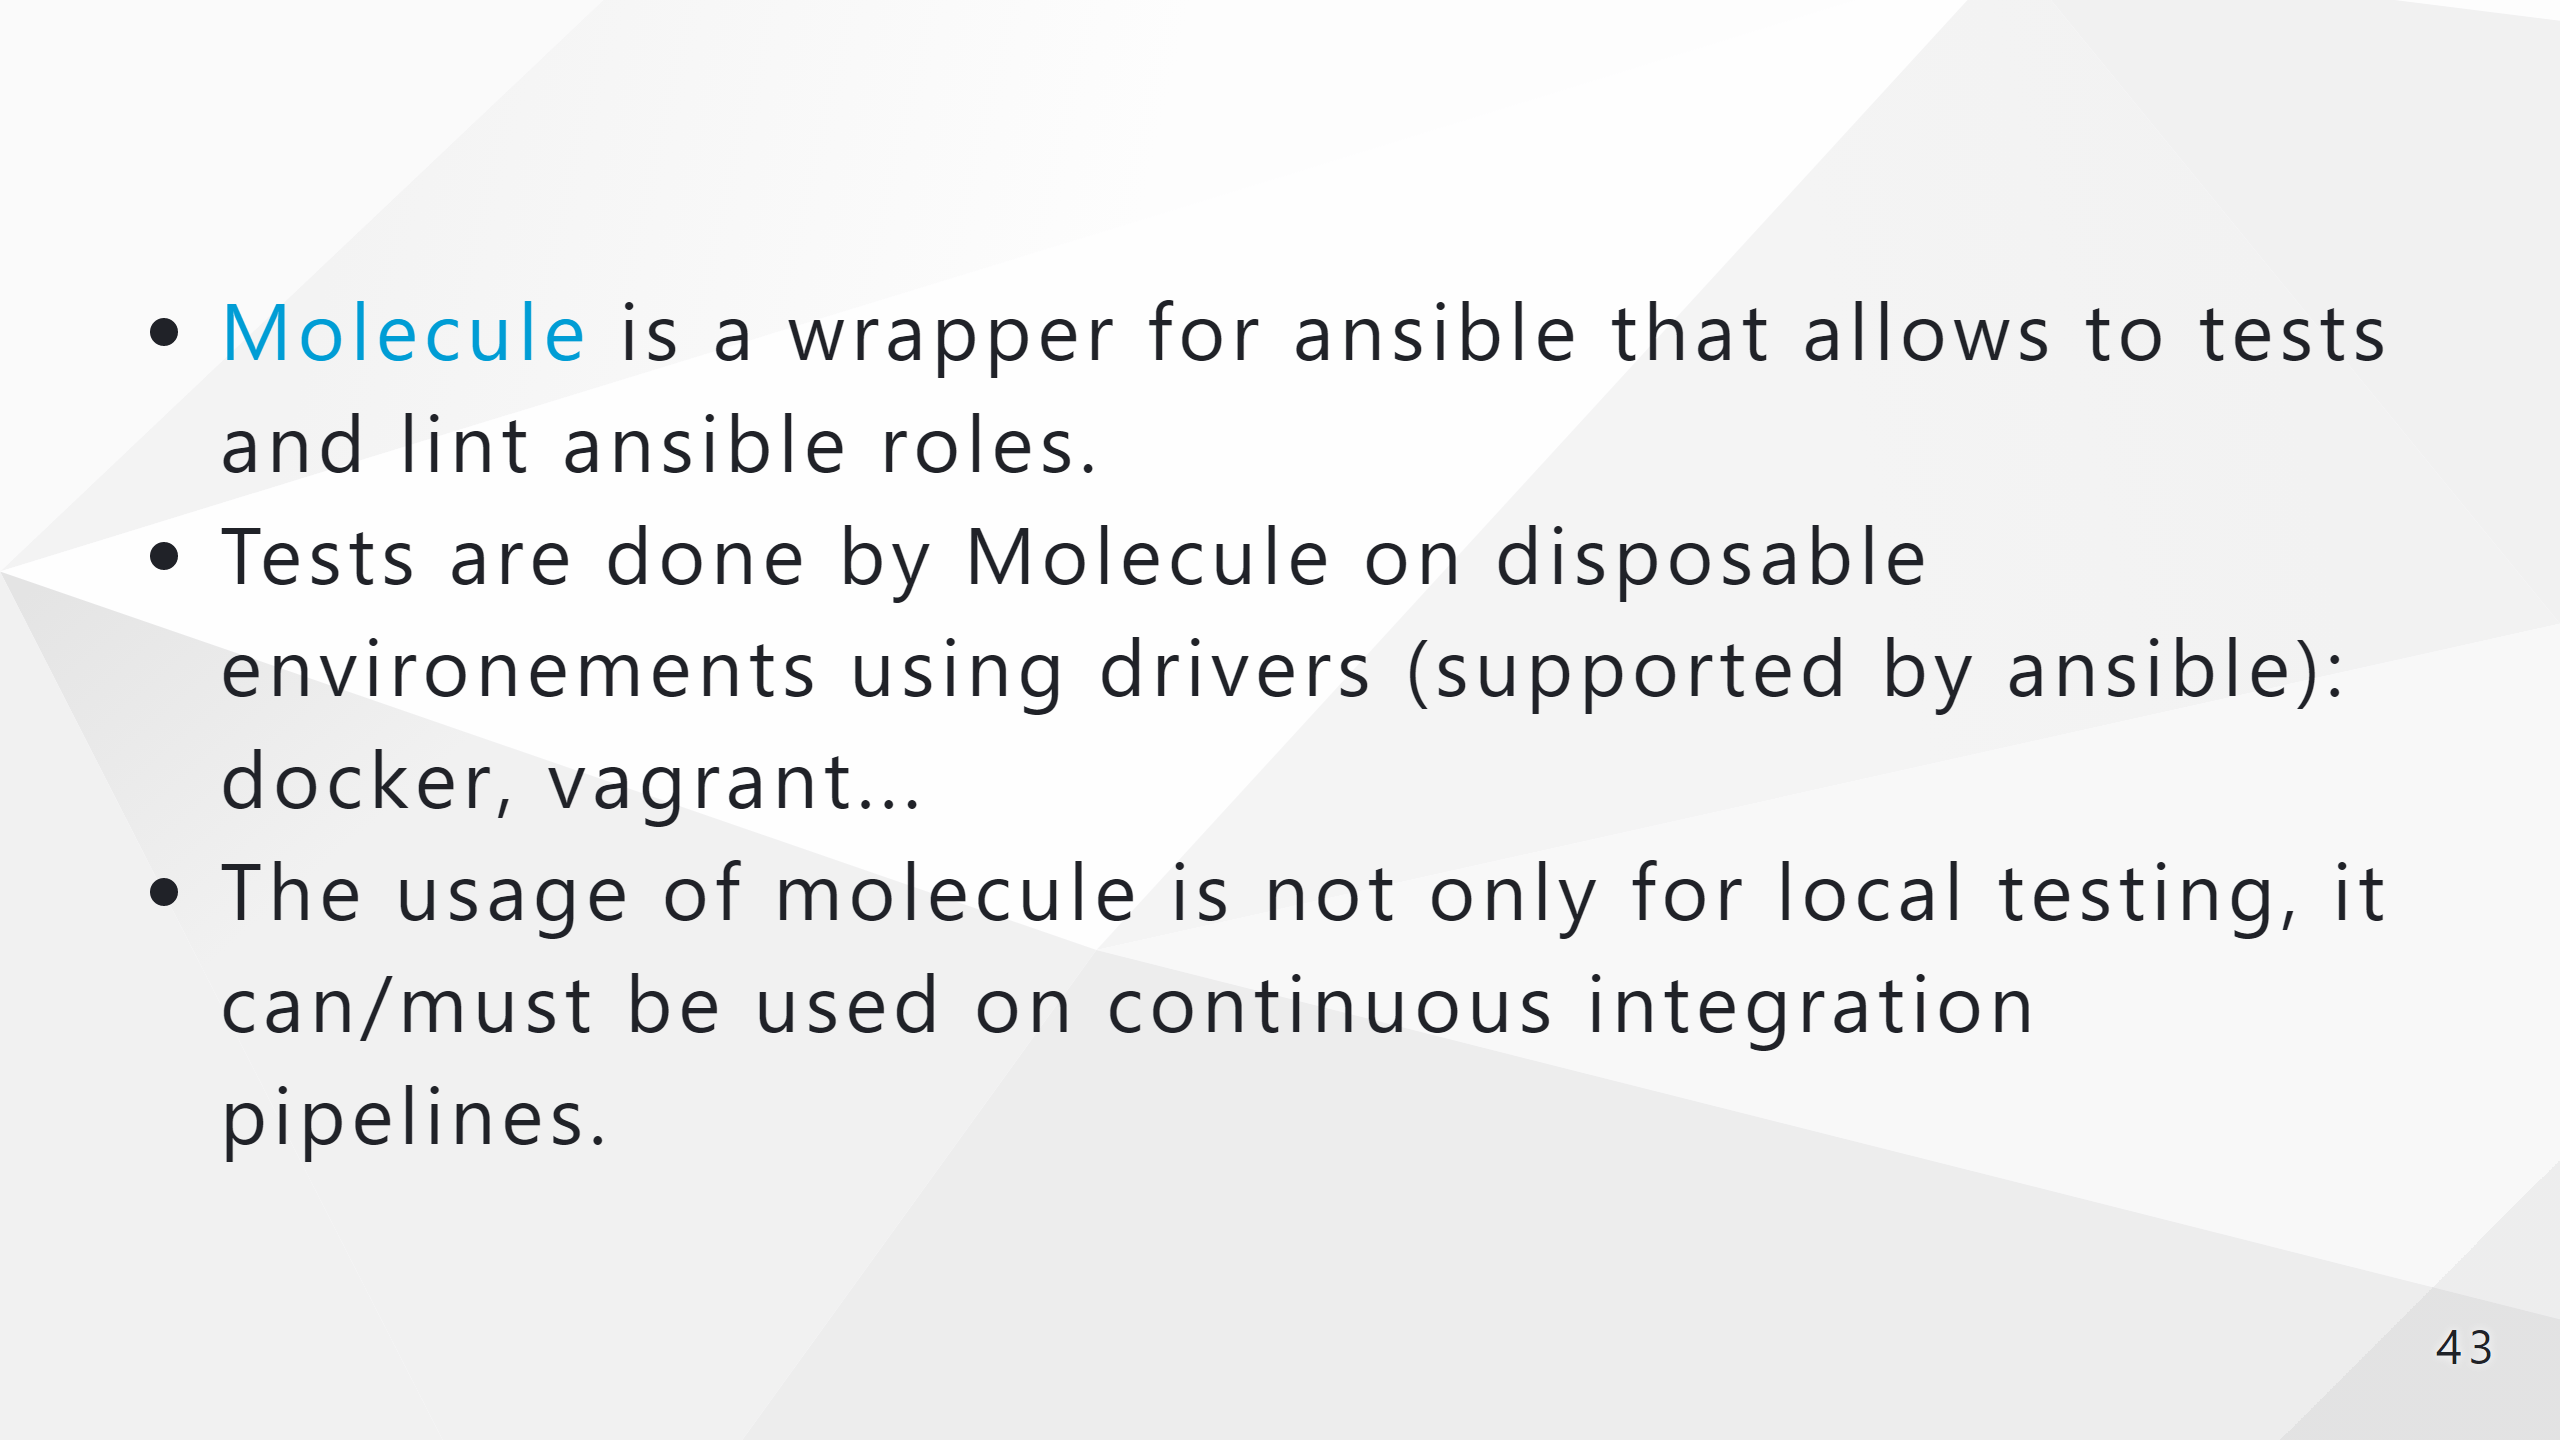 • Molecule is a wrapper for ansible that allows to tests
and lint ansible roles.
• Tests are done by Molecule on disposable
environements using drivers (supported by ansible):
docker, vagrant...
• The usage of molecule is not only for local testing, it
can/must be used on continuous integration
pipelines.
43